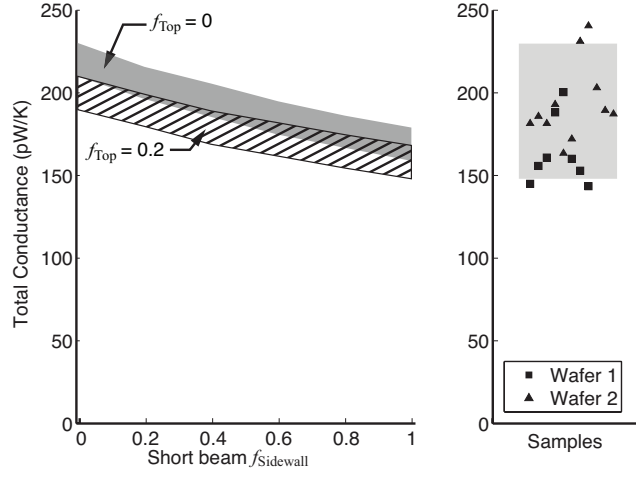 250
200
150
100
50
0
Total Conductance (pW/K)
f_Top = 0
f_Top = 0.2
0 0.2 0.4 0.6 0.8 1
Short beam f_Sidewall
250
200
150
100
50
0
Wafer 1
Wafer 2
Samples